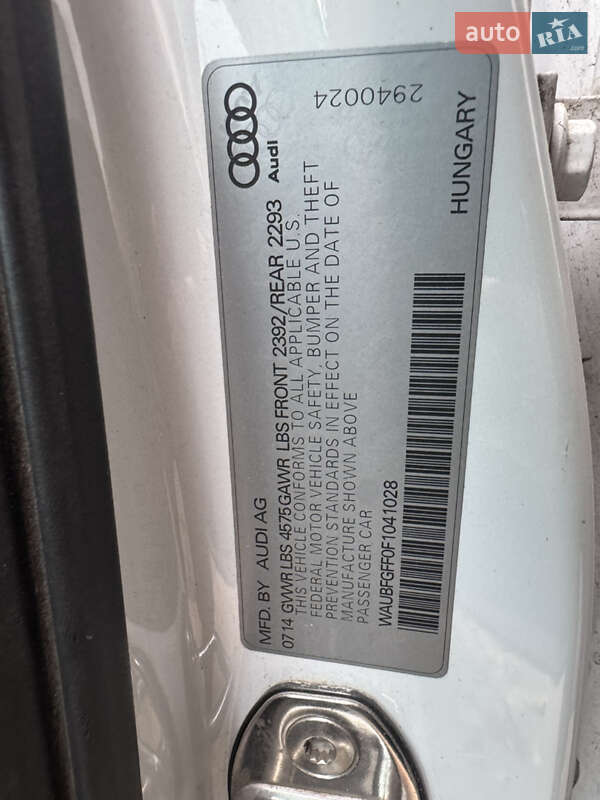 MFD. BY AUDI AG
Audi
0714 GVWR LBS 4575 GAWR LBS FRONT 2392/REAR 2293
THIS VEHICLE CONFORMS TO ALL APPLICABLE U.S.
FEDERAL MOTOR VEHICLE SAFETY, BUMPER AND THEFT
PREVENTION STANDARDS IN EFFECT ON THE DATE OF
MANUFACTURE SHOWN ABOVE
PASSENGER CAR
2940024
WAUBFGFF0F1041028
HUNGARY
auto RIA.com